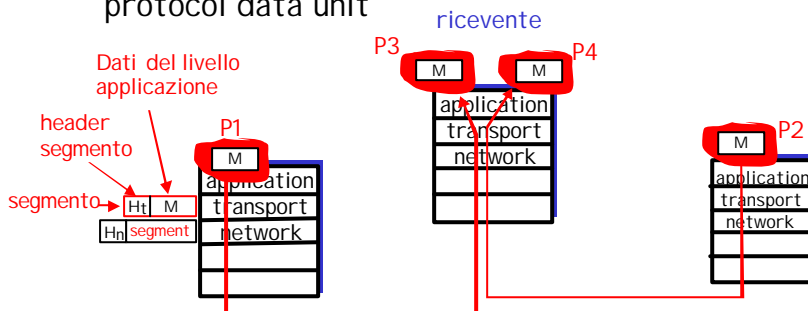 protocol data unit
ricevente
P3
M
M
P4
Dati del livello
applicazione
header
segmento
P1
M
segmento
Ht M
Hn segment
application
transport
network
application
transport
network
P2
M
application
transport
network